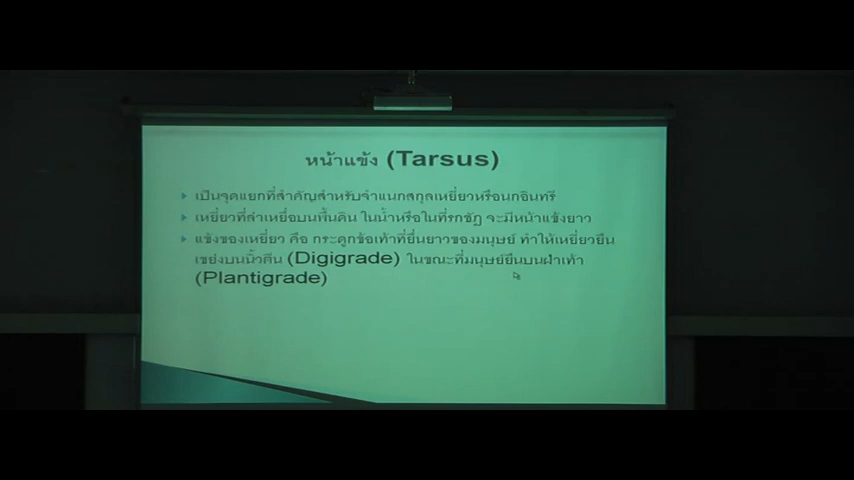 หน้าแข้ง (Tarsus)
เป็นจุดแยกที่สำคัญสำหรับจำแนกสกุลเหยี่ยวหรือนกอินทรี
เหยี่ยวที่ล่าเหยื่อบนพื้นดิน ในน้ำหรือในที่รกชัฏ จะมีหน้าแข้งยาว
แข้งของเหยี่ยว คือ กระดูกข้อเท้าที่ยื่นยาวของมนุษย์ ทำให้เหยี่ยวยืน
เขย่งบนนิ้วตีน (Digigrade) ในขณะที่มนุษย์ยืนบนฝ่าเท้า
(Plantigrade)